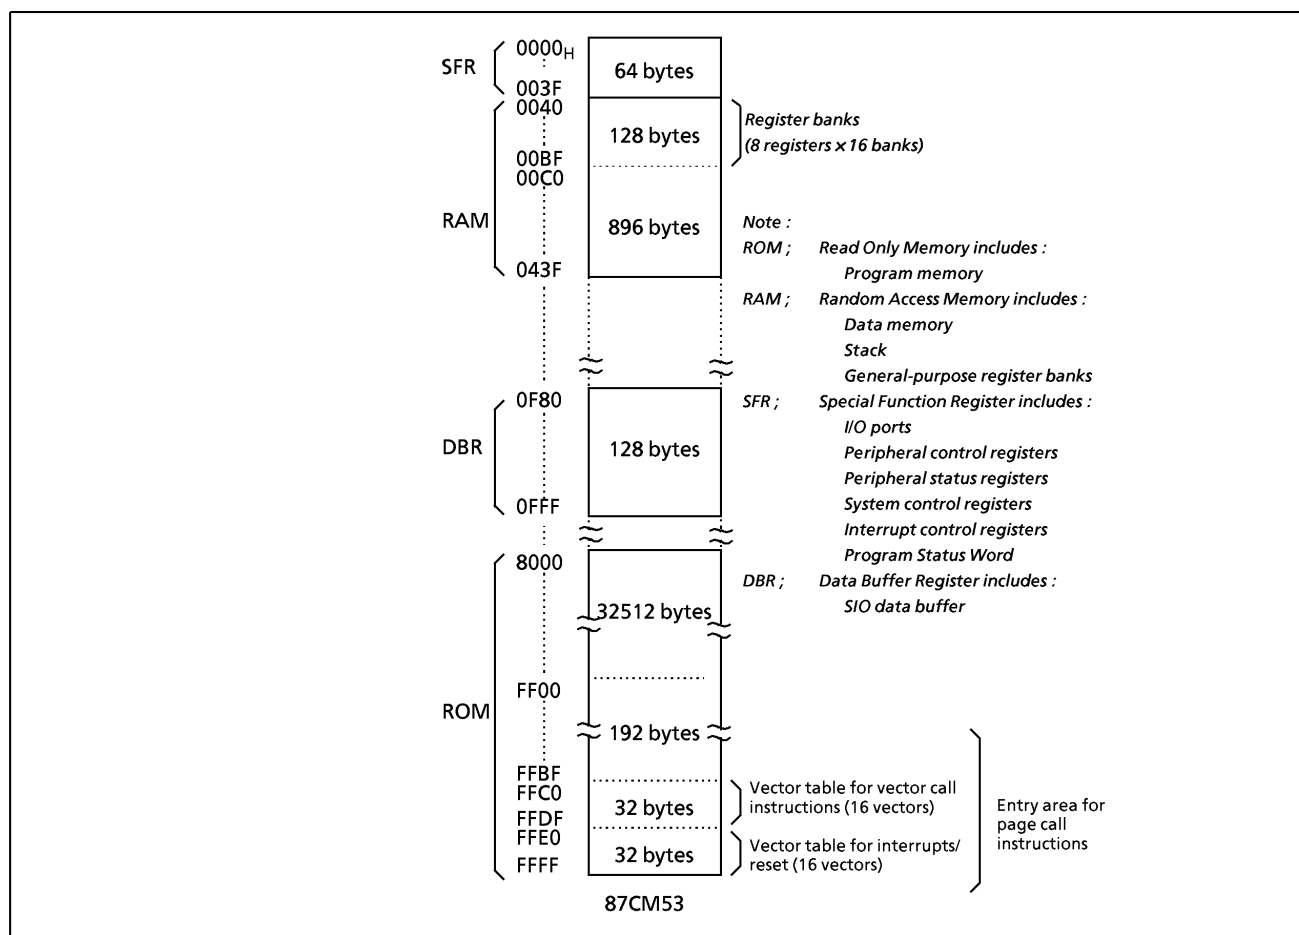 0000H
SFR
64 bytes
003F
0040
Register banks
128 bytes
(8 registers × 16 banks)
00BF
00C0
RAM
896 bytes
Note :
ROM ; Read Only Memory includes :
043F
Program memory
RAM ; Random Access Memory includes :
Data memory
Stack
General-purpose register banks
0F80
SFR ; Special Function Register includes :
I/O ports
DBR
128 bytes
Peripheral control registers
Peripheral status registers
0FFF
System control registers
Interrupt control registers
Program Status Word
8000
DBR ; Data Buffer Register includes :
32512 bytes
SIO data buffer
FF00
ROM
192 bytes
FFBF
FFC0
32 bytes
Vector table for vector call
instructions (16 vectors)
FFDF
FFE0
32 bytes
Vector table for interrupts/
reset (16 vectors)
FFFF
Entry area for
page call
instructions
87CM53